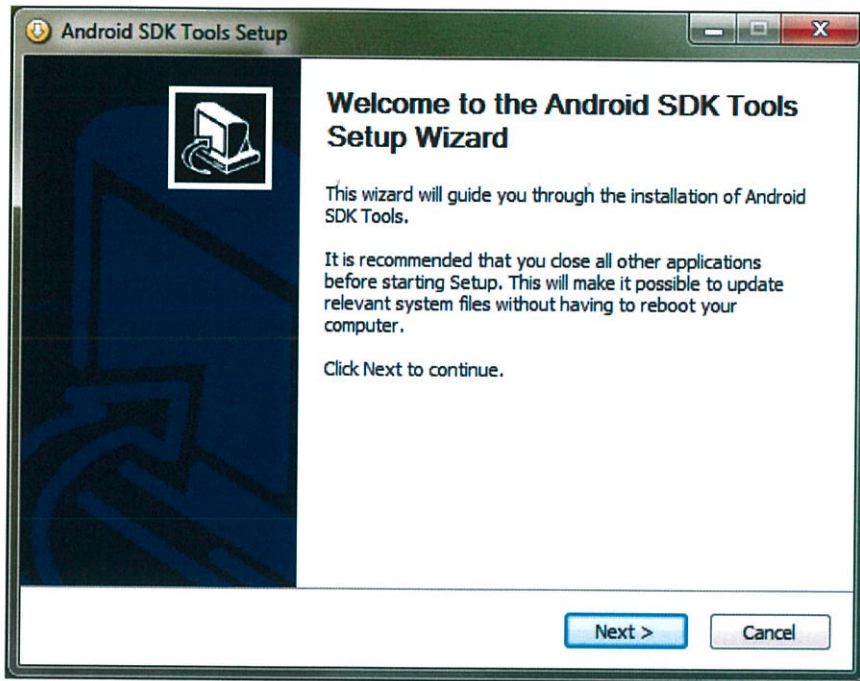 Android SDK Tools Setup
Welcome to the Android SDK Tools
Setup Wizard
This wizard will guide you through the installation of Android
SDK Tools.
It is recommended that you close all other applications
before starting Setup. This will make it possible to update
relevant system files without having to reboot your
computer.
Click Next to continue.
Next >
Cancel